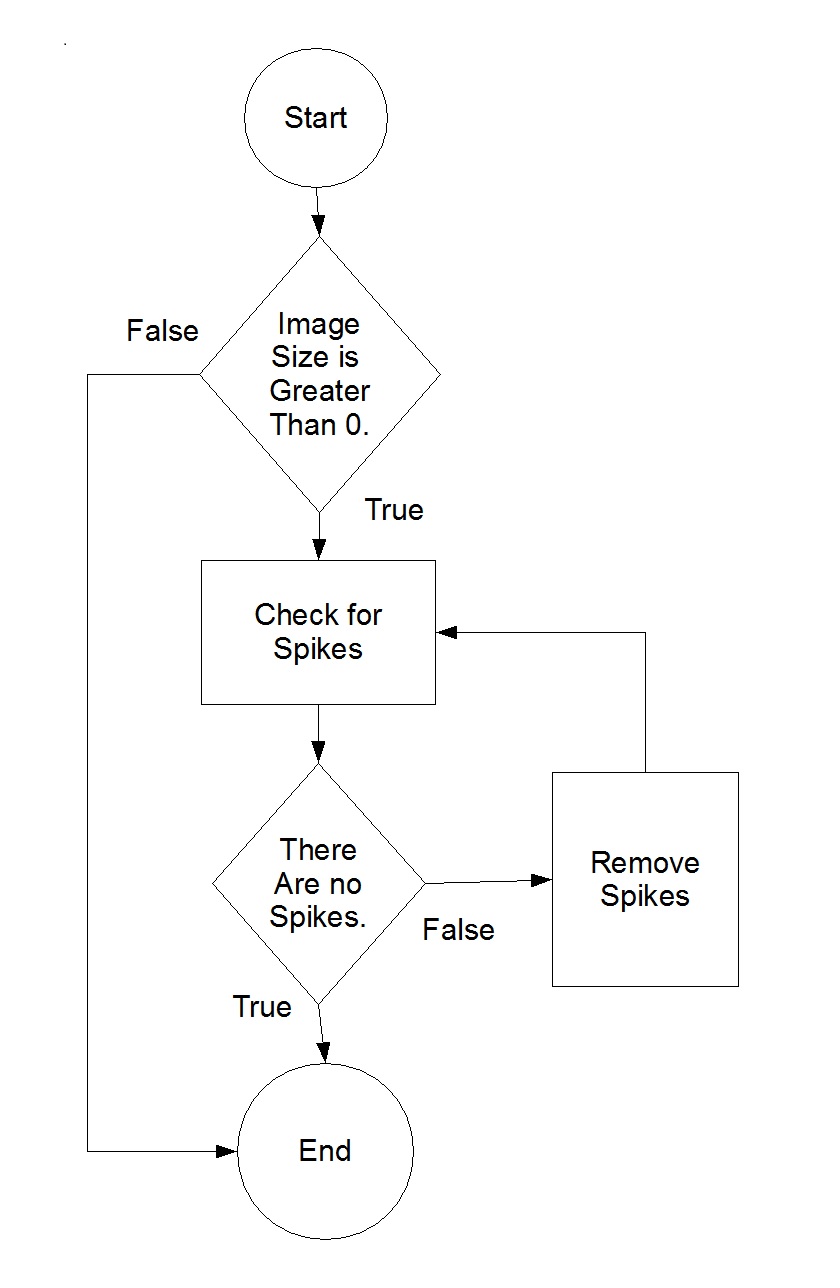 Start
False
Image
Size is
Greater
Than 0.
True
Check for
Spikes
There
Are no
Spikes.
False
Remove
Spikes
True
End